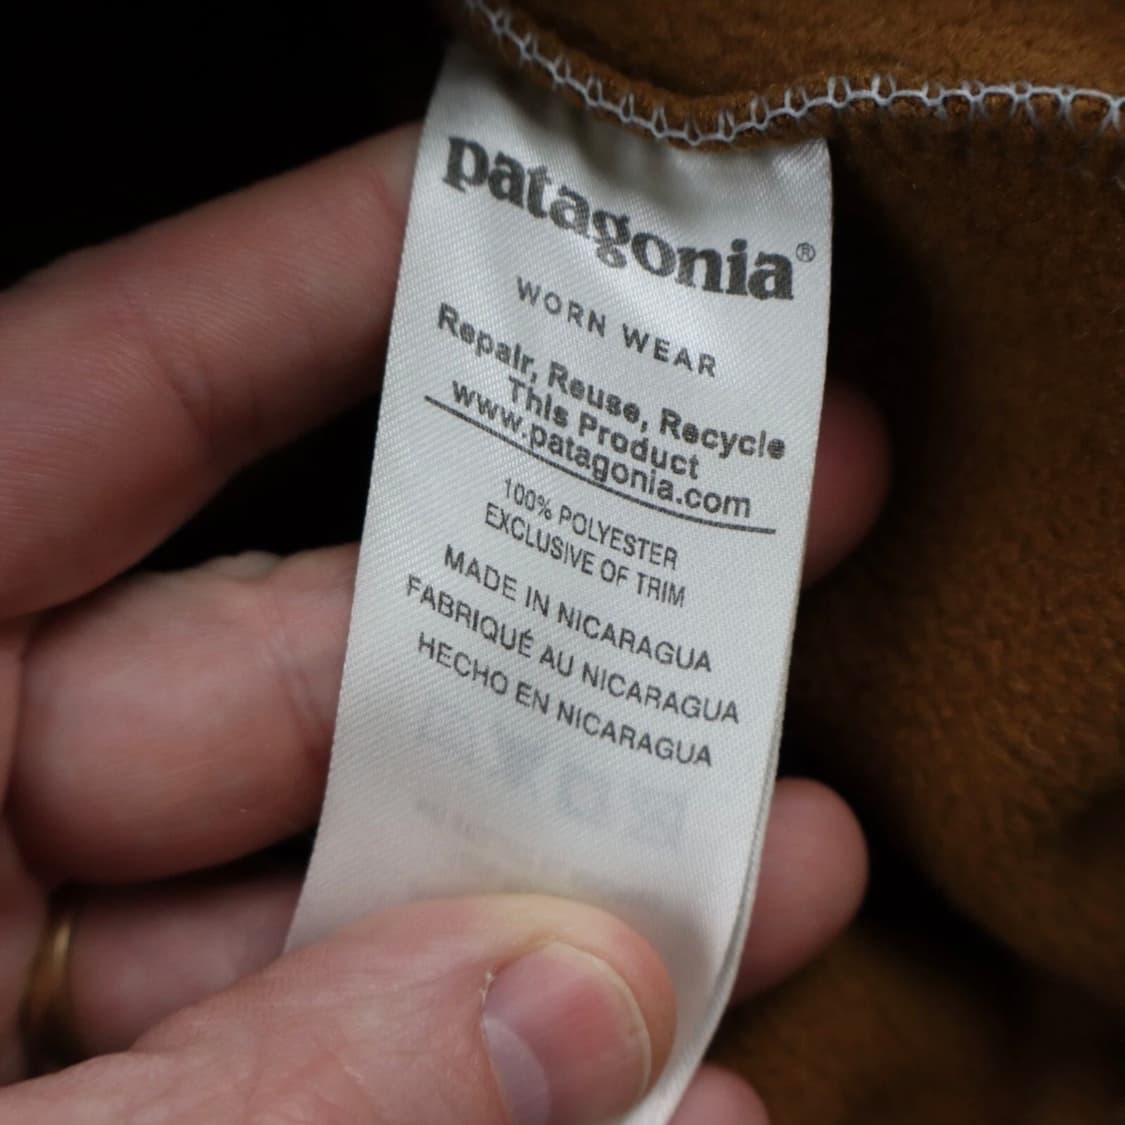 patagonia®
WORN WEAR
Repair, Reuse, Recycle
This Product
www.patagonia.com
100% POLYESTER
EXCLUSIVE OF TRIM
MADE IN NICARAGUA
FABRIQUÉ AU NICARAGUA
HECHO EN NICARAGUA